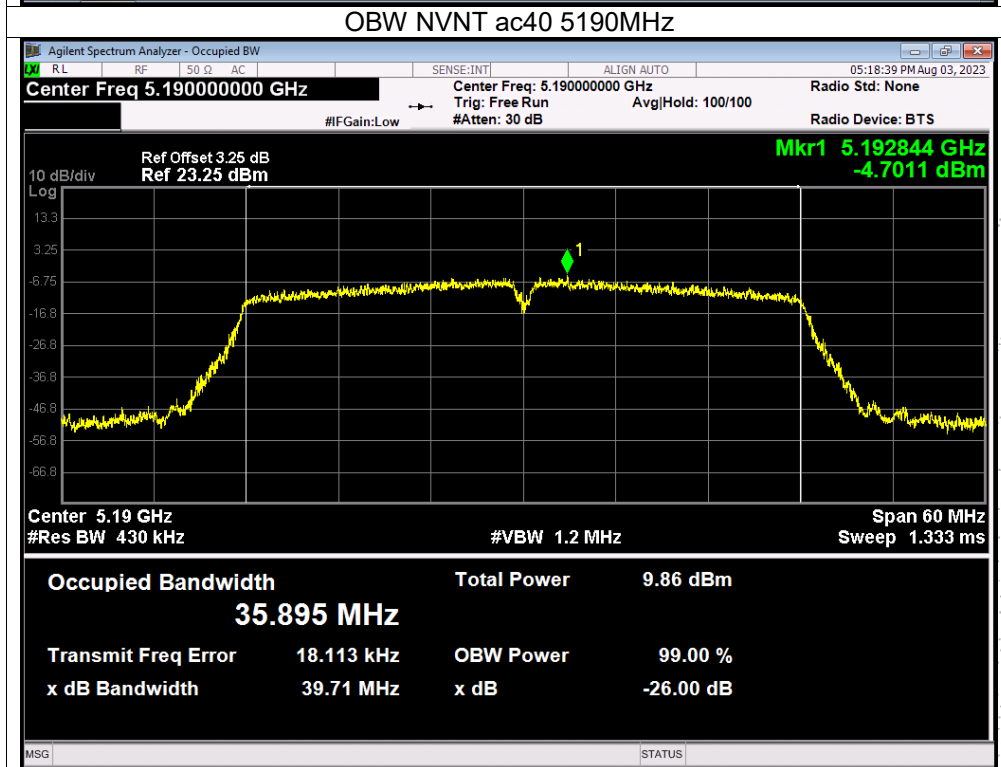 OBW NVNT ac40 5190MHz
Agilent Spectrum Analyzer - Occupied BW
LXI RL RF 50 Ω AC SENSE:INT ALIGN AUTO 05:18:39 PM Aug 03, 2023
Center Freq 5.190000000 GHz Center Freq: 5.190000000 GHz Radio Std: None
Trig: Free Run Avg|Hold: 100/100
#IFGain:Low #Atten: 30 dB Radio Device: BTS
Mkr1 5.192844 GHz
-4.7011 dBm
Ref Offset 3.25 dB
10 dB/div Ref 23.25 dBm
Log
13.3
1
3.25
-6.75
-16.8
-26.8
-36.8
-46.8
-56.8
-66.8
Center 5.19 GHz Span 60 MHz
#Res BW 430 kHz #VBW 1.2 MHz Sweep 1.333 ms
Occupied Bandwidth Total Power 9.86 dBm
35.895 MHz
Transmit Freq Error 18.113 kHz OBW Power 99.00 %
x dB Bandwidth 39.71 MHz x dB -26.00 dB
MSG STATUS